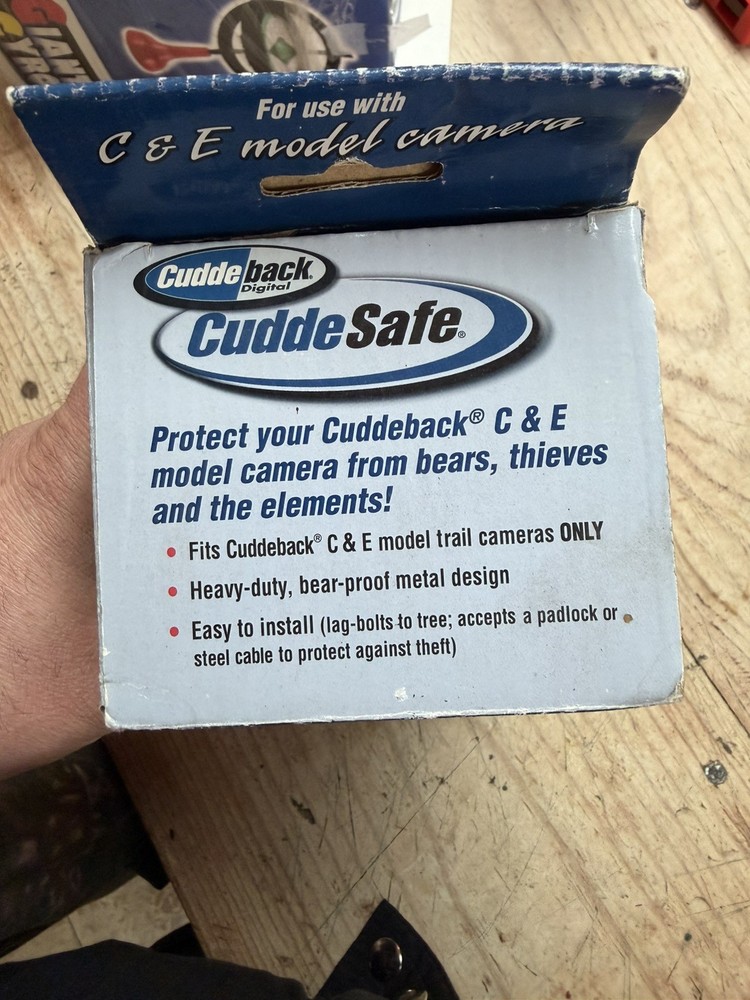 GIANT
GYRO
For use with
C & E model camera
Cuddeback®
Digital
CuddeSafe®
Protect your Cuddeback® C & E
model camera from bears, thieves
and the elements!
• Fits Cuddeback® C & E model trail cameras ONLY
• Heavy-duty, bear-proof metal design
• Easy to install (lag-bolts to tree; accepts a padlock or
steel cable to protect against theft)